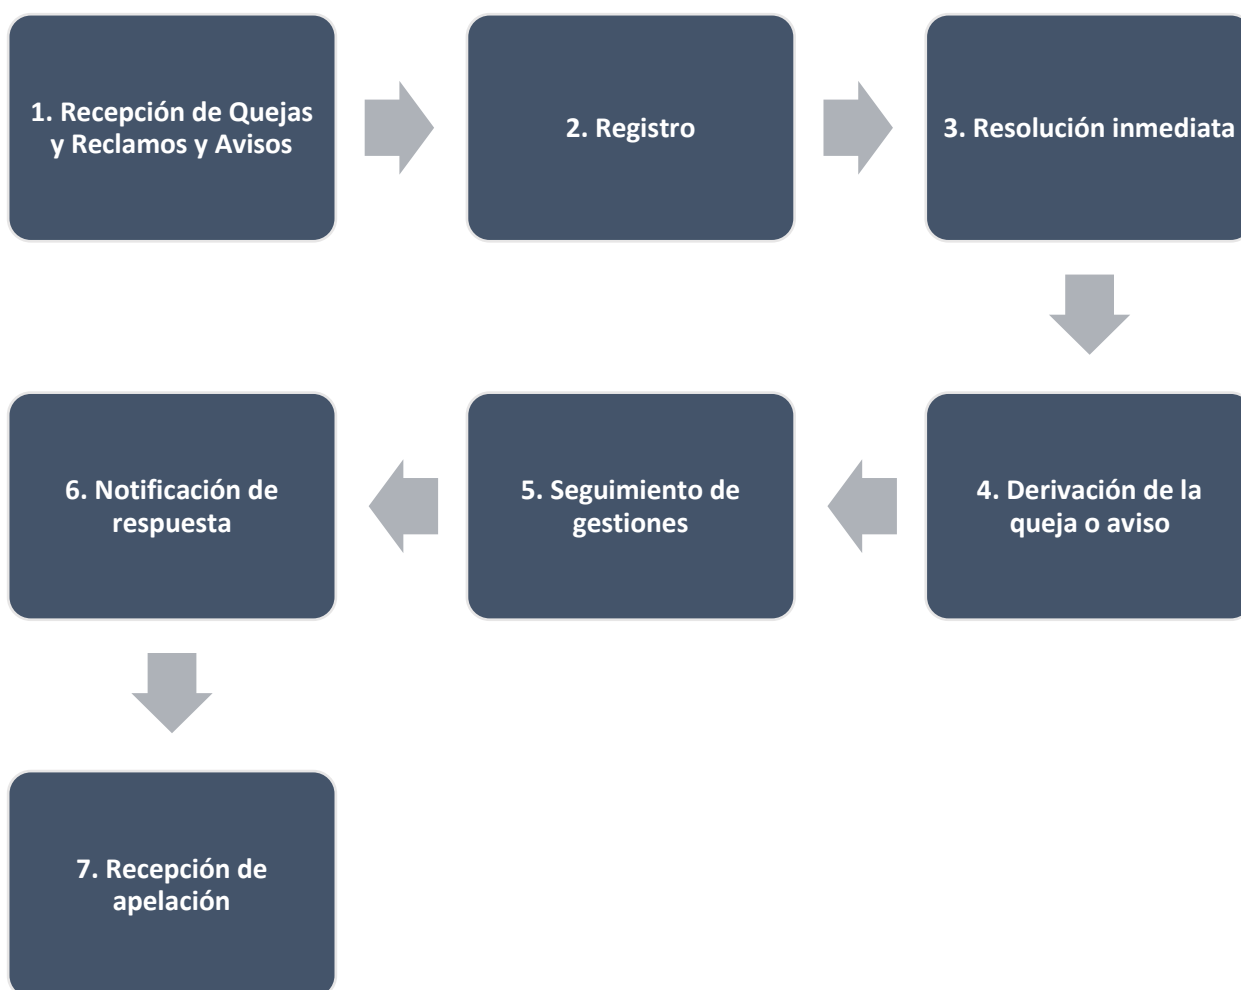 1. Recepción de Quejas
y Reclamos y Avisos
2. Registro
3. Resolución inmediata
4. Derivación de la
queja o aviso
5. Seguimiento de
gestiones
6. Notificación de
respuesta
7. Recepción de
apelación